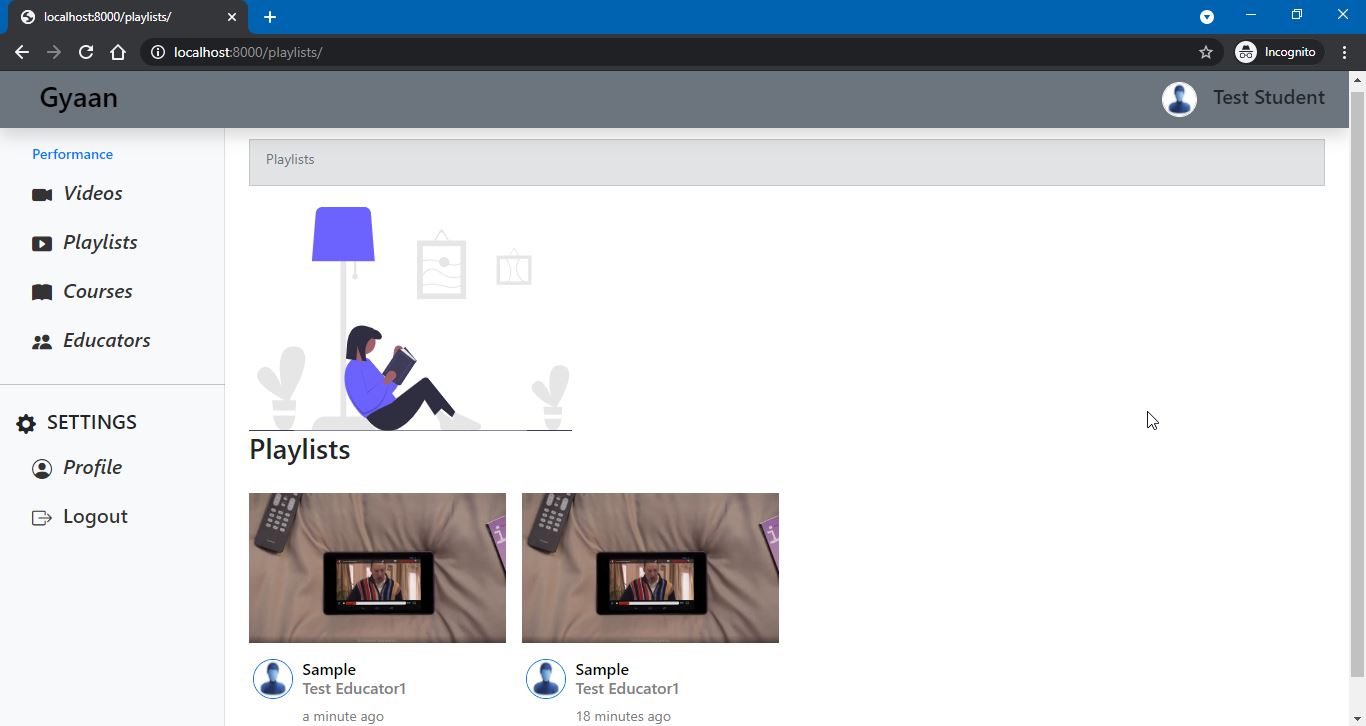 localhost:8000/playlists/
localhost:8000/playlists/
Incognito
Gyaan
Test Student
Performance
Videos
Playlists
Courses
Educators
SETTINGS
Profile
Logout
Playlists
Playlists
Sample
Test Educator1
a minute ago
Sample
Test Educator1
18 minutes ago